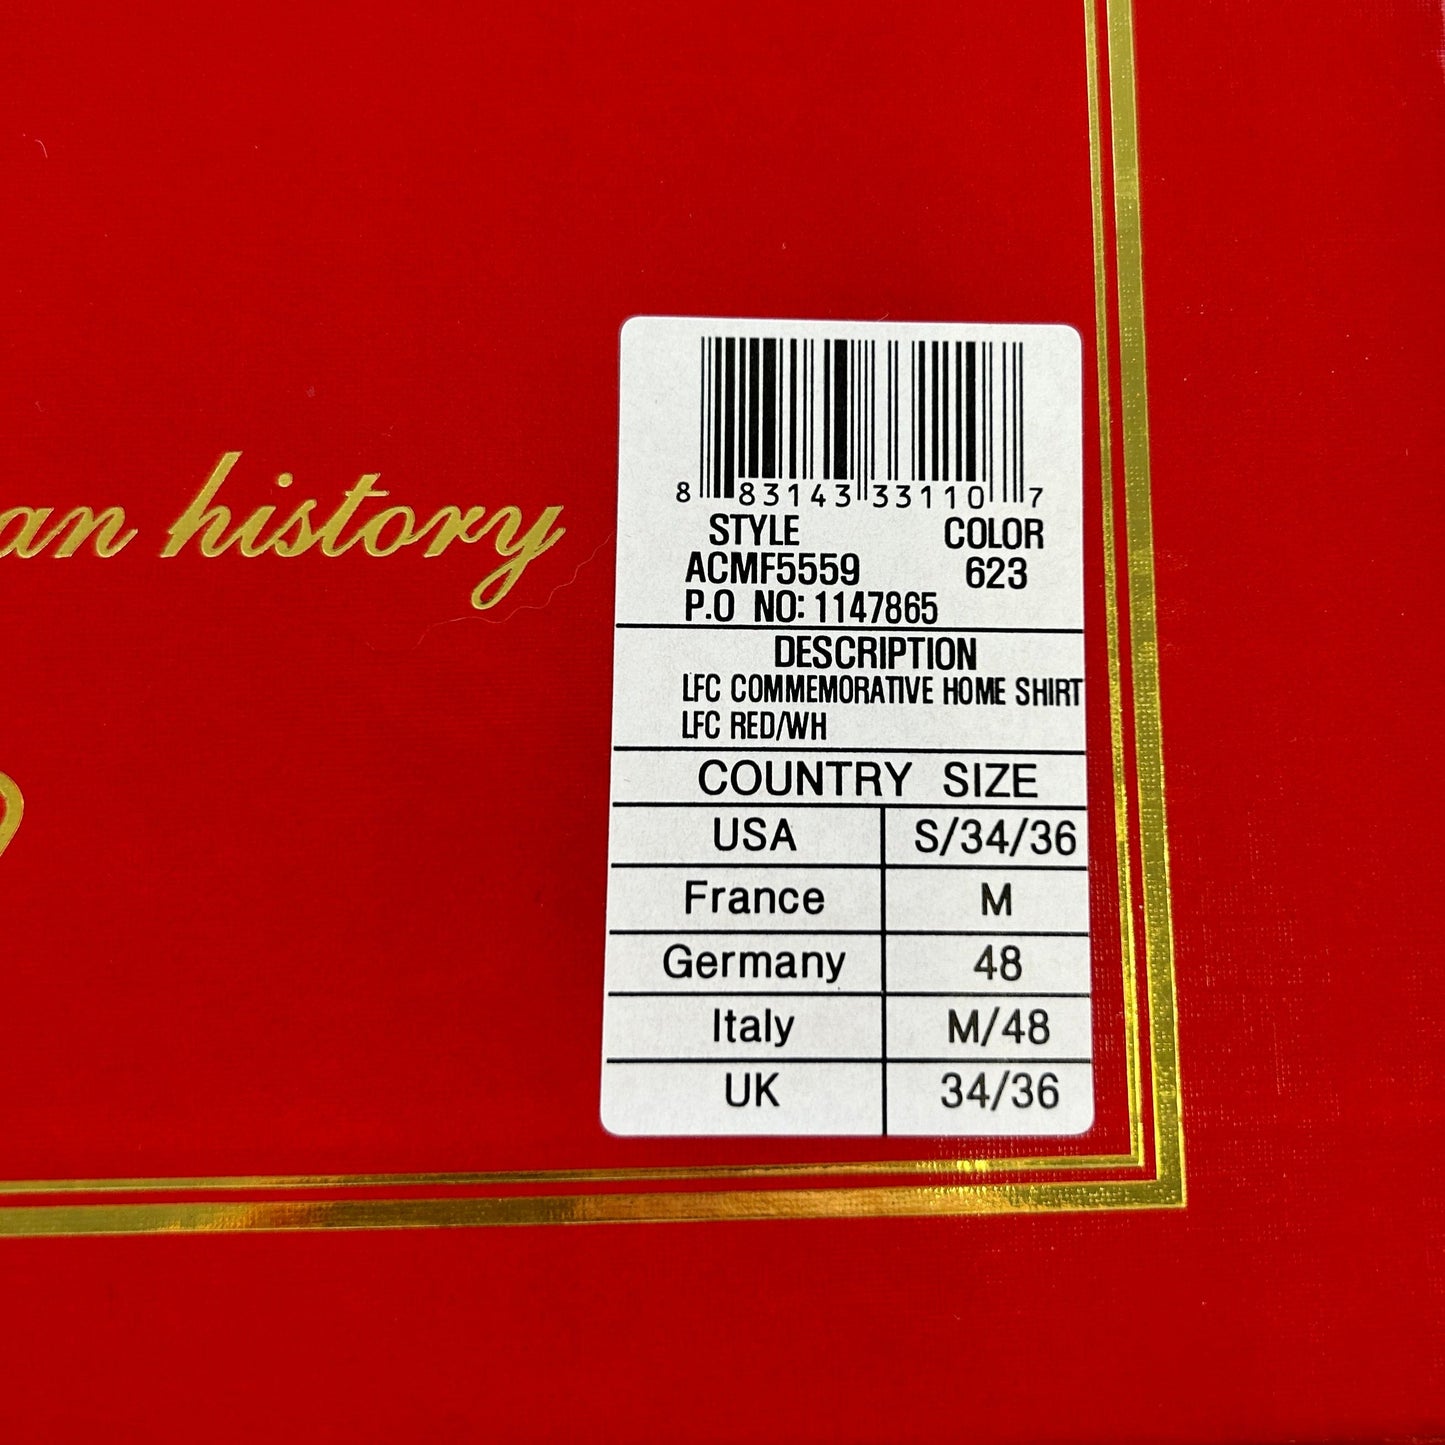 history
8 83143 33110 7
STYLE COLOR
ACMF5559 623
P.O NO: 1147865
DESCRIPTION
LFC COMMEMORATIVE HOME SHIRT
LFC RED/WH
COUNTRY SIZE
USA S/34/36
France M
Germany 48
Italy M/48
UK 34/36